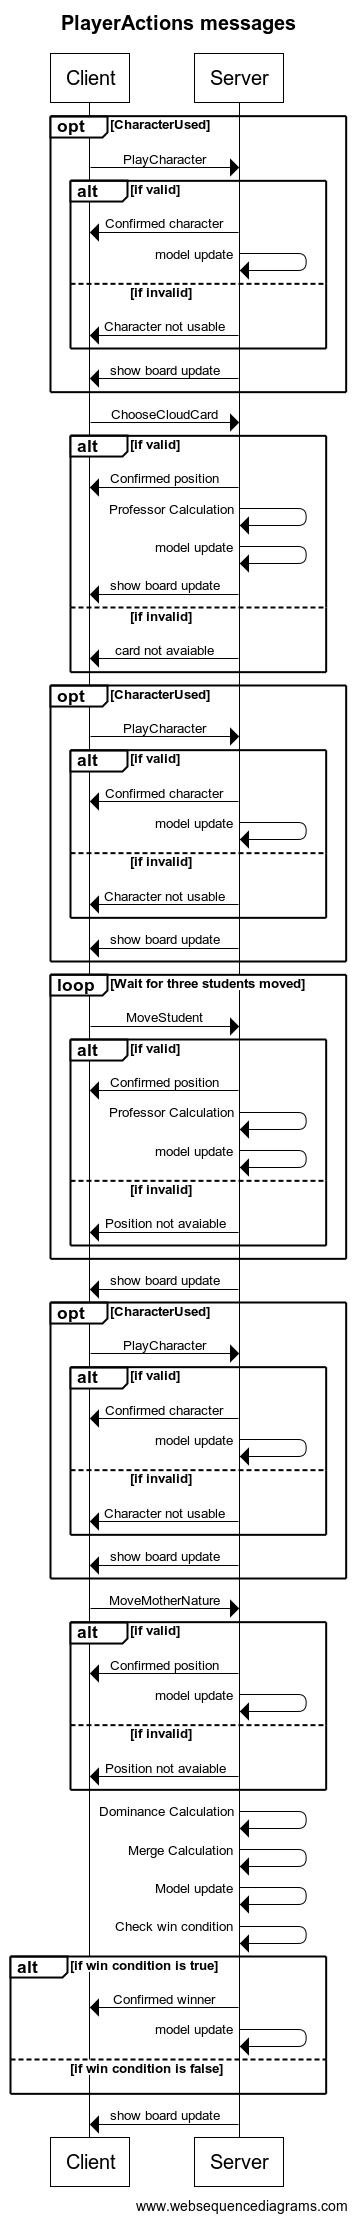 PlayerActions messages
Client Server
opt [CharacterUsed]
PlayCharacter
alt [if valid]
Confirmed character
model update
[if invalid]
Character not usable
show board update
ChooseCloudCard
alt [if valid]
Confirmed position
Professor Calculation
model update
show board update
[if invalid]
card not avaiable
opt [CharacterUsed]
PlayCharacter
alt [if valid]
Confirmed character
model update
[if invalid]
Character not usable
show board update
loop [Wait for three students moved]
MoveStudent
alt [if valid]
Confirmed position
Professor Calculation
model update
[if invalid]
Position not avaiable
show board update
opt [CharacterUsed]
PlayCharacter
alt [if valid]
Confirmed character
model update
[if invalid]
Character not usable
show board update
MoveMotherNature
alt [if valid]
Confirmed position
model update
[if invalid]
Position not avaiable
Dominance Calculation
Merge Calculation
Model update
Check win condition
alt [if win condition is true]
Confirmed winner
model update
[if win condition is false]
show board update
Client Server
www.websequencediagrams.com